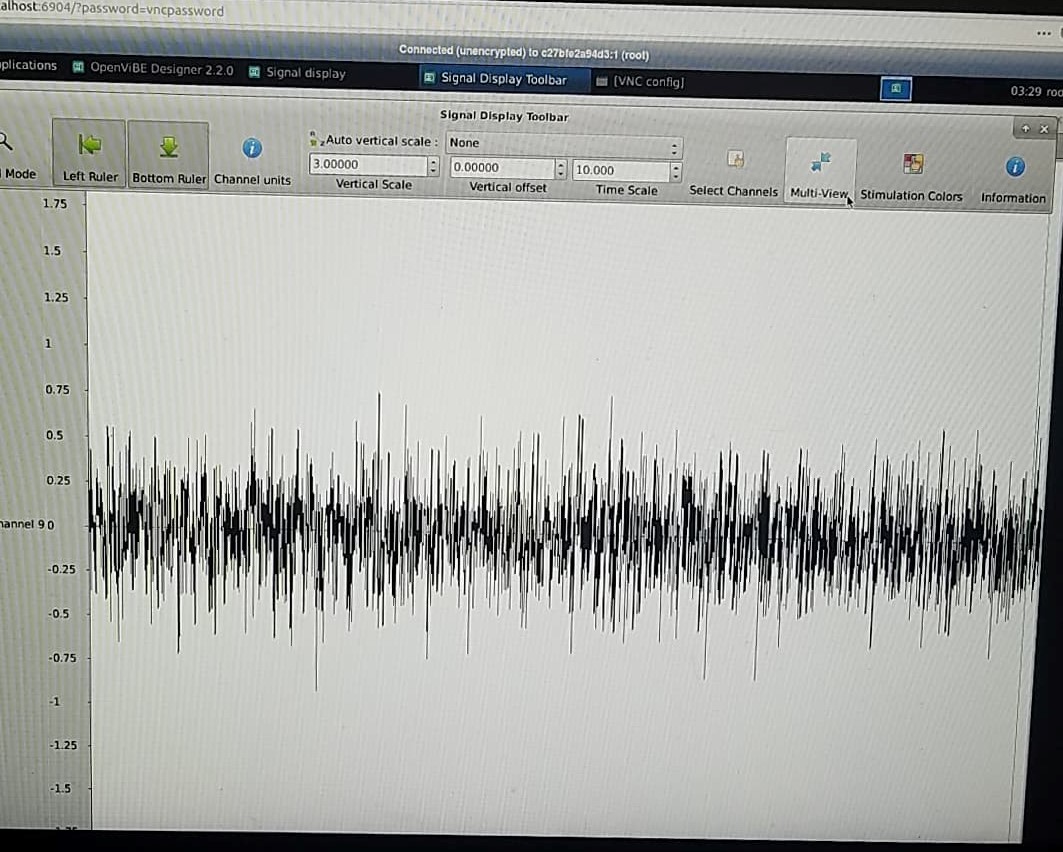 alhost:6904/?password=vncpassword
Connected (unencrypted) to c27bfe2a94d3:1 (root)
plications OpenViBE Designer 2.2.0 Signal display Signal Display Toolbar [VNC config] 03:29 roo
Signal Display Toolbar
Mode Left Ruler Bottom Ruler Channel units
Auto vertical scale : None
3.00000 0.00000 10.000
Vertical Scale Vertical offset Time Scale
Select Channels Multi-View Stimulation Colors Information
1.75
1.5
1.25
1
0.75
0.5
0.25
hannel 9 0
-0.25
-0.5
-0.75
-1
-1.25
-1.5